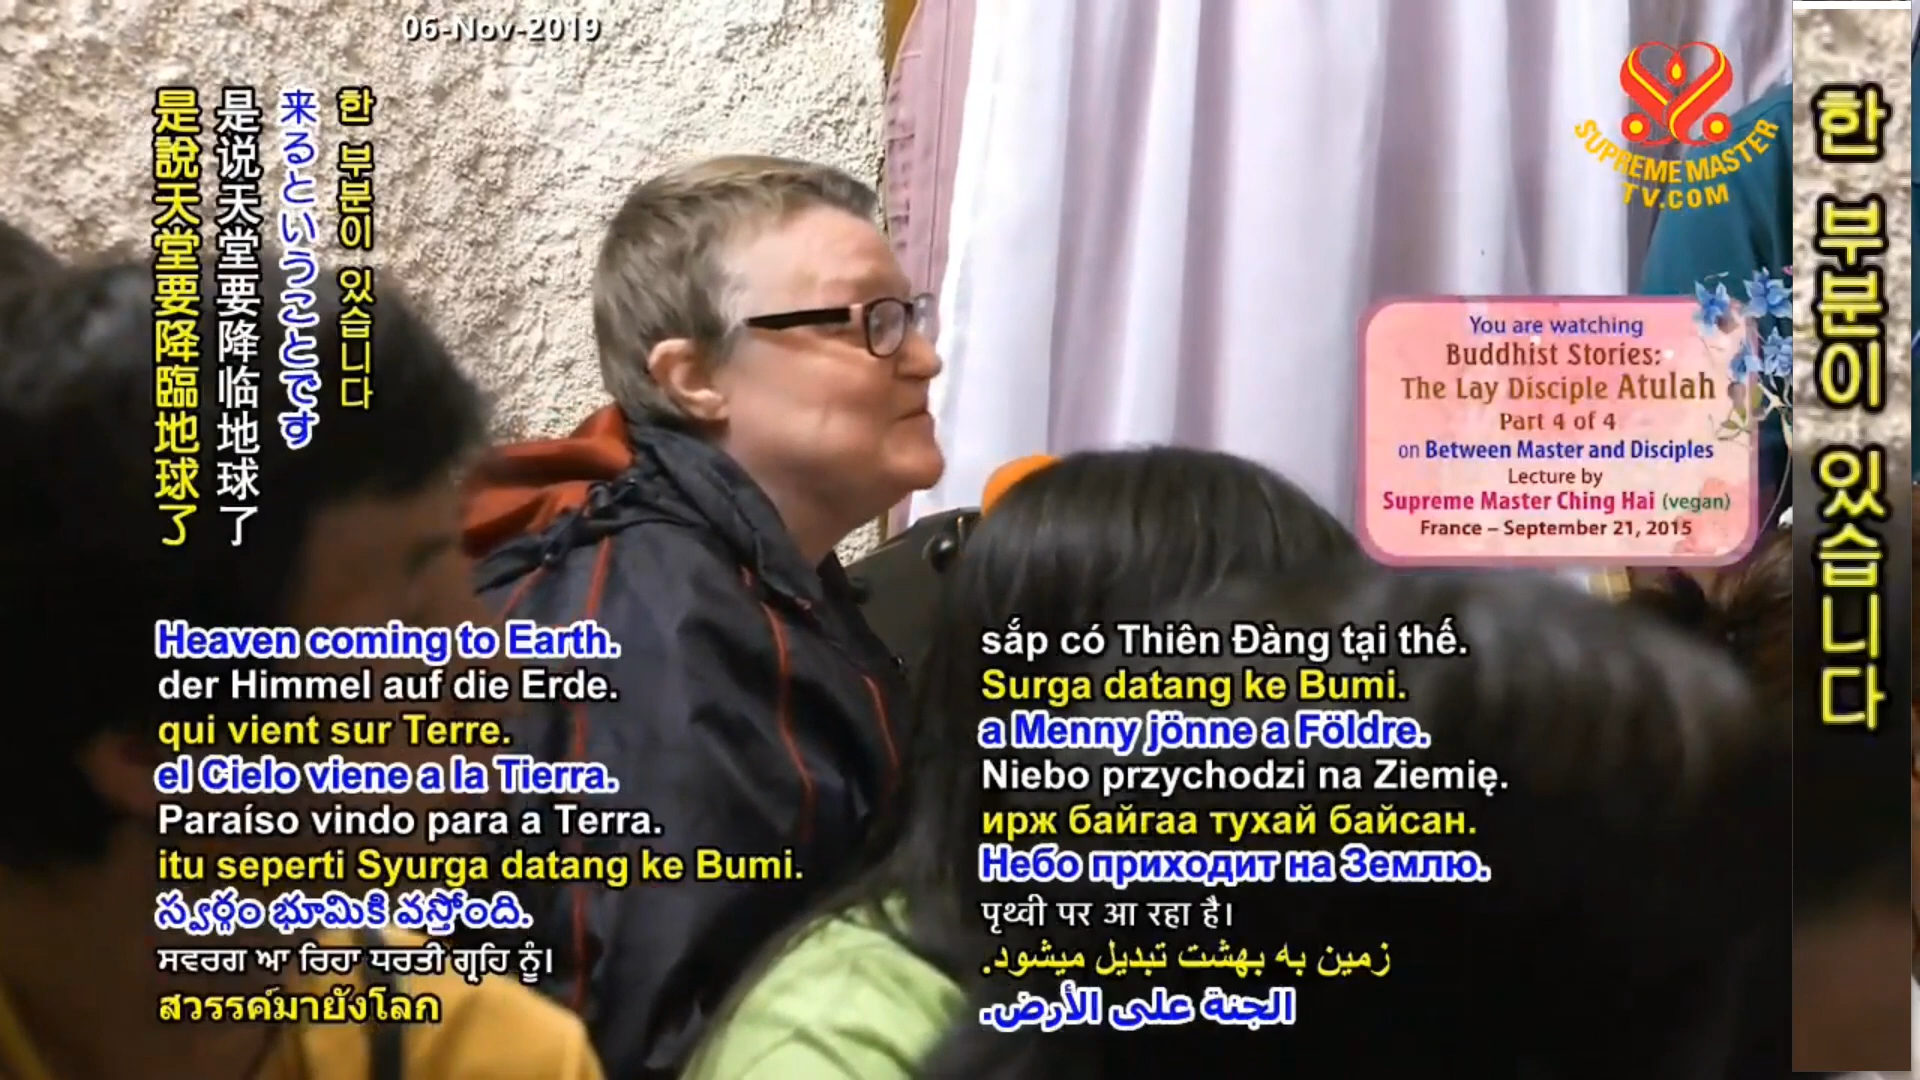 06-Nov-2019
SUPREME MASTER
TV.COM
한 부분이 있습니다
来るということです
是说天堂要降临地球了
是說天堂要降臨地球了
한 부분이 있습니다
You are watching
Buddhist Stories:
The Lay Disciple Atulah
Part 4 of 4
on Between Master and Disciples
Lecture by
Supreme Master Ching Hai (vegan)
France – September 21, 2015
Heaven coming to Earth.
der Himmel auf die Erde.
qui vient sur Terre.
el Cielo viene a la Tierra.
Paraíso vindo para a Terra.
itu seperti Syurga datang ke Bumi.
స్వర్గం భూమికి వస్తోంది.
ਸਵਰਗ ਆ ਰਿਹਾ ਧਰਤੀ ਗ੍ਰਹਿ ਨੂੰ।
สวรรค์มายังโลก
sắp có Thiên Đàng tại thế.
Surga datang ke Bumi.
a Menny jönne a Földre.
Niebo przychodzi na Ziemię.
ирж байгаа тухай байсан.
Небо приходит на Землю.
पृथ्वी पर आ रहा है।
زمین به بهشت تبدیل میشود.
الجنة على الأرض.